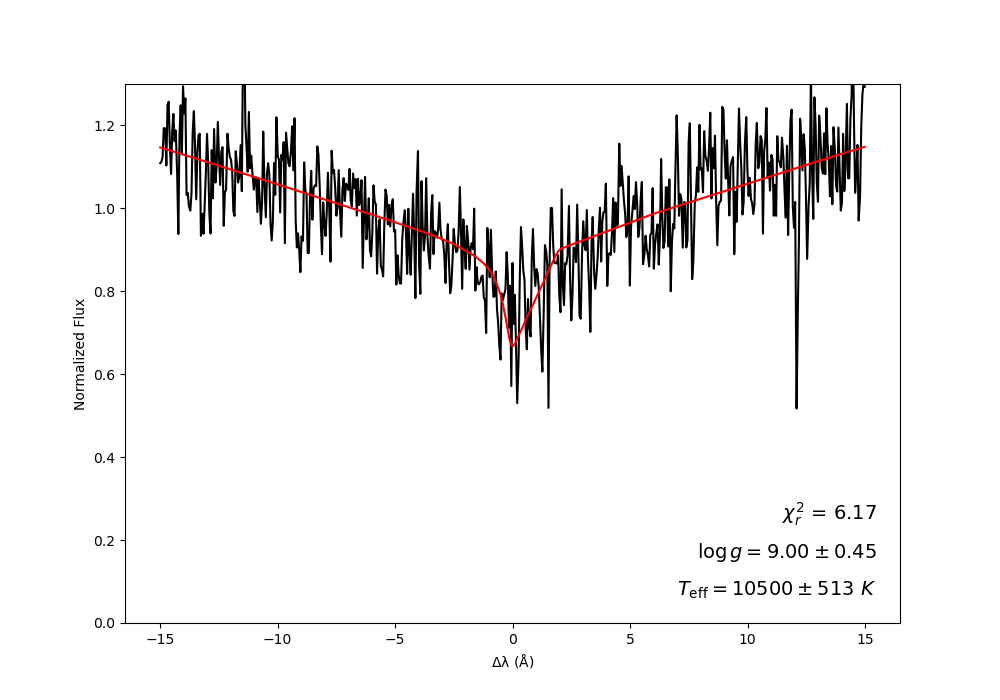 Normalized Flux
1.2
1.0
0.8
0.6
0.4
0.2
0.0
χ²ᵣ = 6.17
log g = 9.00 ± 0.45
T_eff = 10500 ± 513 K
−15
−10
−5
0
5
10
15
Δλ (Å)